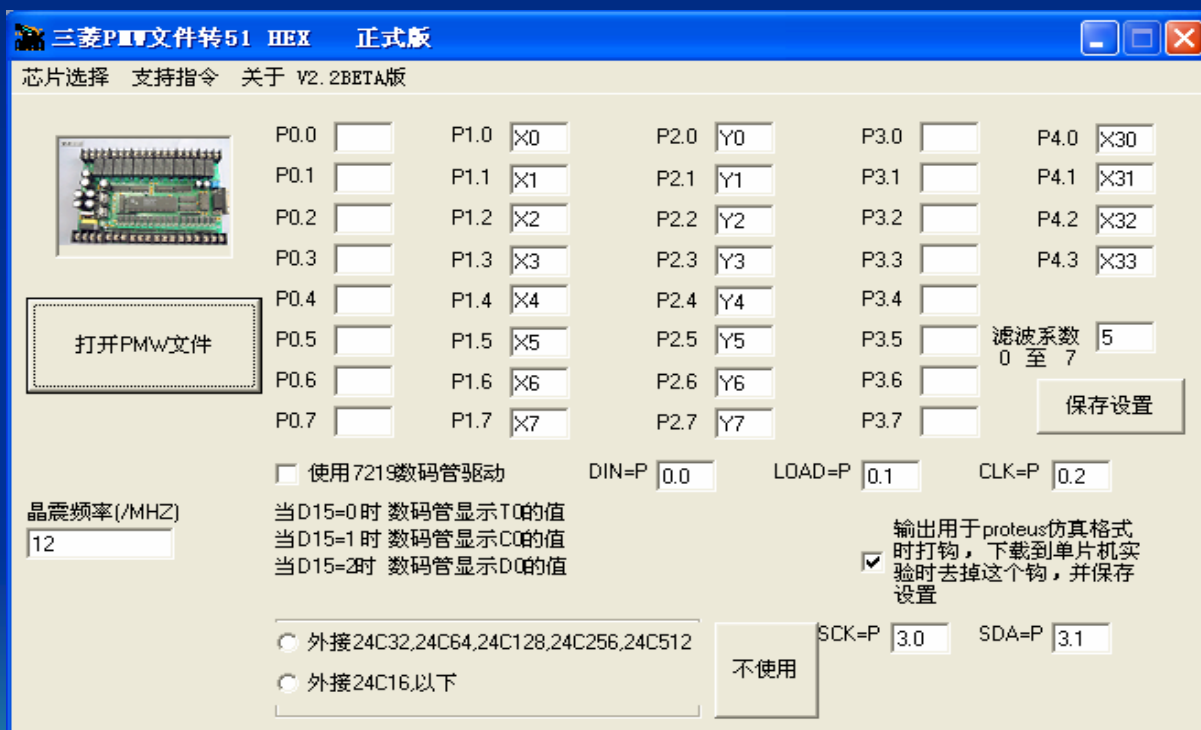 三菱PMW文件转51 HEX 正式版
芯片选择 支持指令 关于 V2.2BETA版
P0.0 P1.0 X0 P2.0 Y0 P3.0 P4.0 X30
P0.1 P1.1 X1 P2.1 Y1 P3.1 P4.1 X31
P0.2 P1.2 X2 P2.2 Y2 P3.2 P4.2 X32
P0.3 P1.3 X3 P2.3 Y3 P3.3 P4.3 X33
P0.4 P1.4 X4 P2.4 Y4 P3.4
打开PMW文件
P0.5 P1.5 X5 P2.5 Y5 P3.5
滤波系数 5
0 至 7
P0.6 P1.6 X6 P2.6 Y6 P3.6
保存设置
P0.7 P1.7 X7 P2.7 Y7 P3.7
使用7219数码管驱动 DIN=P 0.0 LOAD=P 0.1 CLK=P 0.2
晶震频率(/MHZ)
12
当D15=0时 数码管显示T0的值
当D15=1时 数码管显示C0的值
当D15=2时 数码管显示D0的值
输出用于proteus仿真格式
时打钩,下载到单片机实
验时去掉这个钩,并保存
设置
外接24C32,24C64,24C128,24C256,24C512
外接24C16,以下
不使用
SCK=P 3.0 SDA=P 3.1